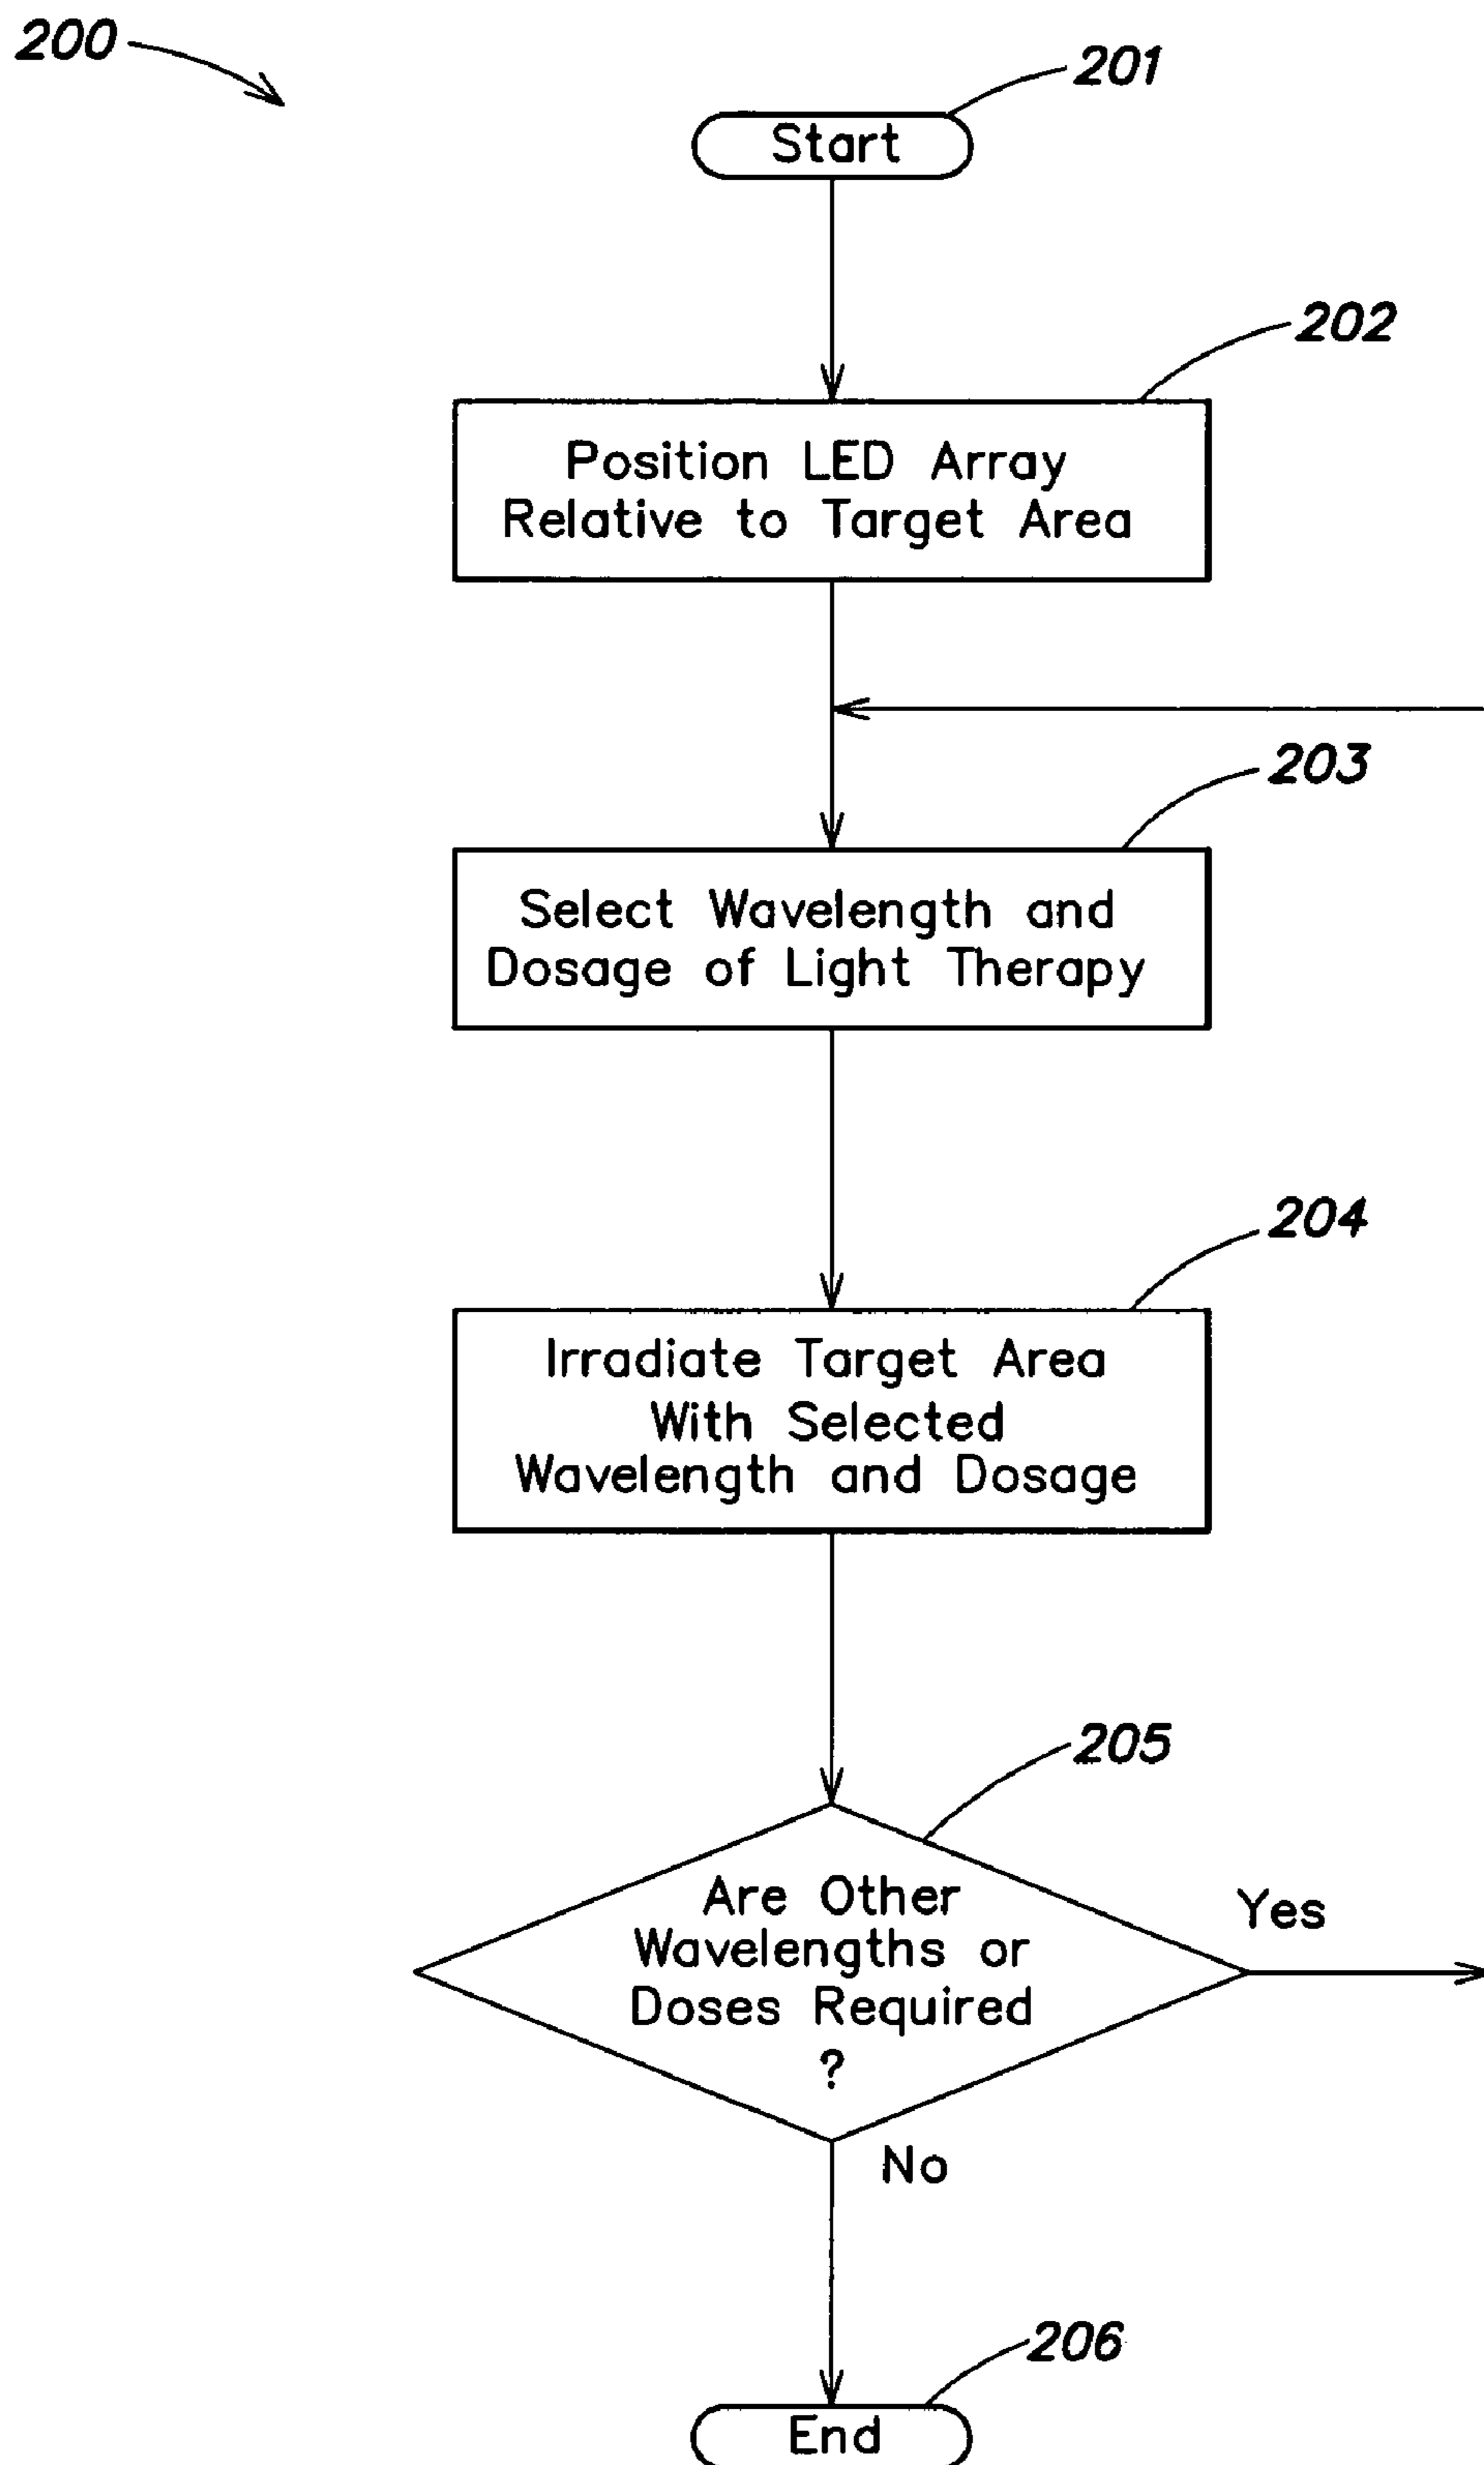 200
201
Start
202
Position LED Array
Relative to Target Area
203
Select Wavelength and
Dosage of Light Therapy
204
Irradiate Target Area
With Selected
Wavelength and Dosage
205
Are Other
Wavelengths or
Doses Required
?
Yes
No
206
End